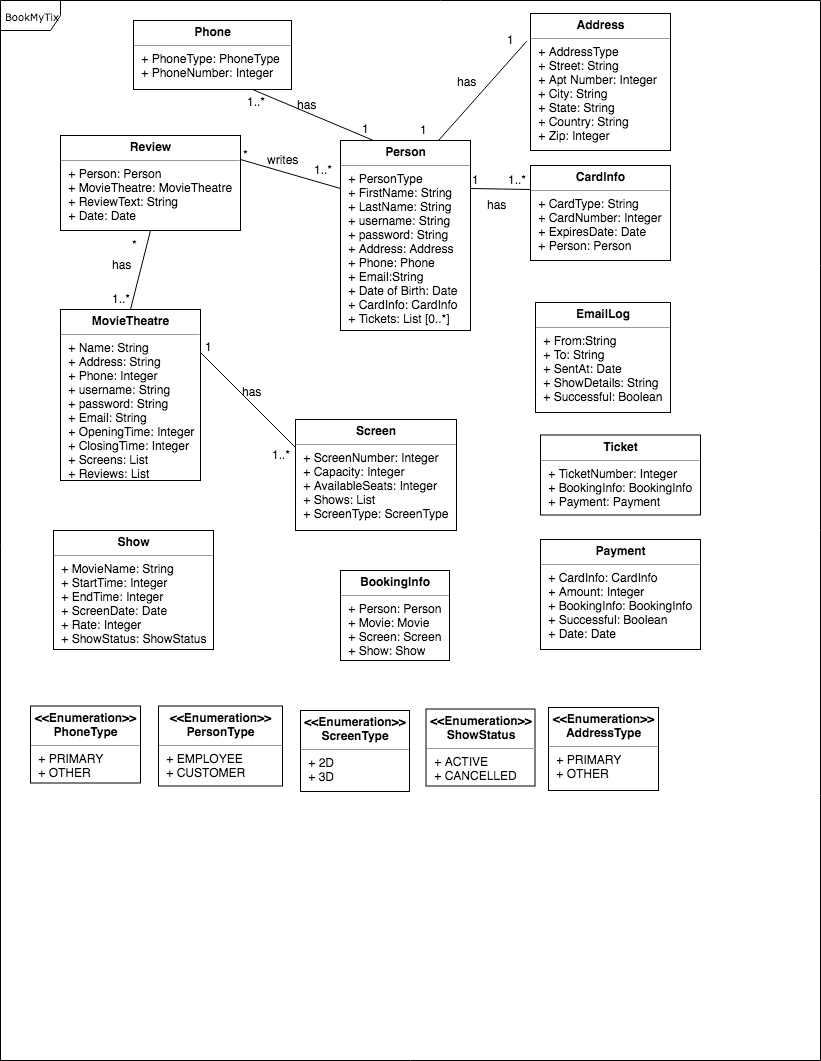 BookMyTix
Phone
+ PhoneType: PhoneType
+ PhoneNumber: Integer
Address
+ AddressType
+ Street: String
+ Apt Number: Integer
+ City: String
+ State: String
+ Country: String
+ Zip: Integer
1..*
has
1
1
has
1
Review
+ Person: Person
+ MovieTheatre: MovieTheatre
+ ReviewText: String
+ Date: Date
*
writes
1..*
Person
+ PersonType
+ FirstName: String
+ LastName: String
+ username: String
+ password: String
+ Address: Address
+ Phone: Phone
+ Email:String
+ Date of Birth: Date
+ CardInfo: CardInfo
+ Tickets: List [0..*]
1
has
1..*
CardInfo
+ CardType: String
+ CardNumber: Integer
+ ExpiresDate: Date
+ Person: Person
*
has
1..*
MovieTheatre
+ Name: String
+ Address: String
+ Phone: Integer
+ username: String
+ password: String
+ Email: String
+ OpeningTime: Integer
+ ClosingTime: Integer
+ Screens: List
+ Reviews: List
1
has
1..*
EmailLog
+ From:String
+ To: String
+ SentAt: Date
+ ShowDetails: String
+ Successful: Boolean
Screen
+ ScreenNumber: Integer
+ Capacity: Integer
+ AvailableSeats: Integer
+ Shows: List
+ ScreenType: ScreenType
Ticket
+ TicketNumber: Integer
+ BookingInfo: BookingInfo
+ Payment: Payment
Show
+ MovieName: String
+ StartTime: Integer
+ EndTime: Integer
+ ScreenDate: Date
+ Rate: Integer
+ ShowStatus: ShowStatus
BookingInfo
+ Person: Person
+ Movie: Movie
+ Screen: Screen
+ Show: Show
Payment
+ CardInfo: CardInfo
+ Amount: Integer
+ BookingInfo: BookingInfo
+ Successful: Boolean
+ Date: Date
<<Enumeration>>
PhoneType
+ PRIMARY
+ OTHER
<<Enumeration>>
PersonType
+ EMPLOYEE
+ CUSTOMER
<<Enumeration>>
ScreenType
+ 2D
+ 3D
<<Enumeration>>
ShowStatus
+ ACTIVE
+ CANCELLED
<<Enumeration>>
AddressType
+ PRIMARY
+ OTHER